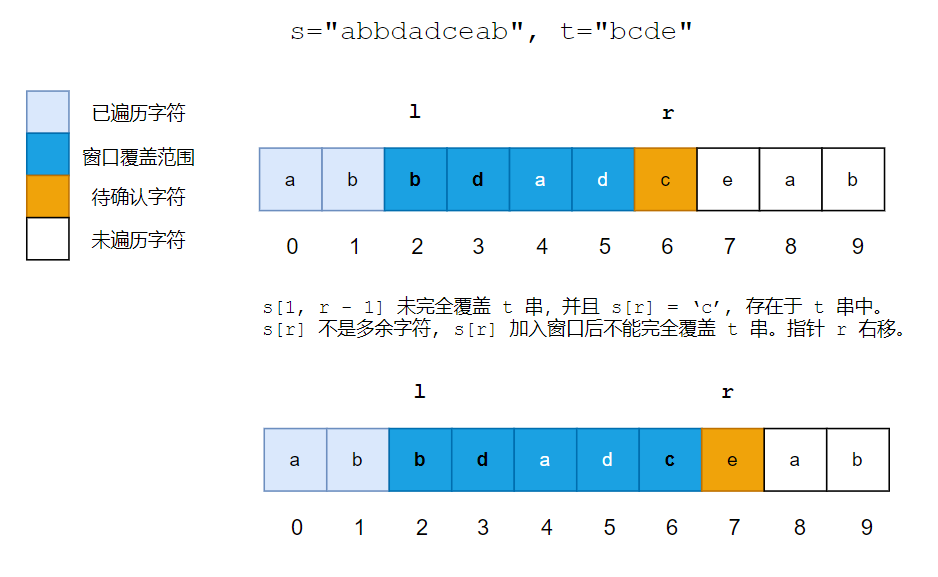 s="abbdadceab", t="bcde"
已遍历字符
窗口覆盖范围
待确认字符
未遍历字符
l r
a b b d a d c e a b
0 1 2 3 4 5 6 7 8 9
s[l, r - 1] 未完全覆盖 t 串, 并且 s[r] = ‘c’, 存在于 t 串中。
s[r] 不是多余字符, s[r] 加入窗口后不能完全覆盖 t 串。指针 r 右移。
l r
a b b d a d c e a b
0 1 2 3 4 5 6 7 8 9